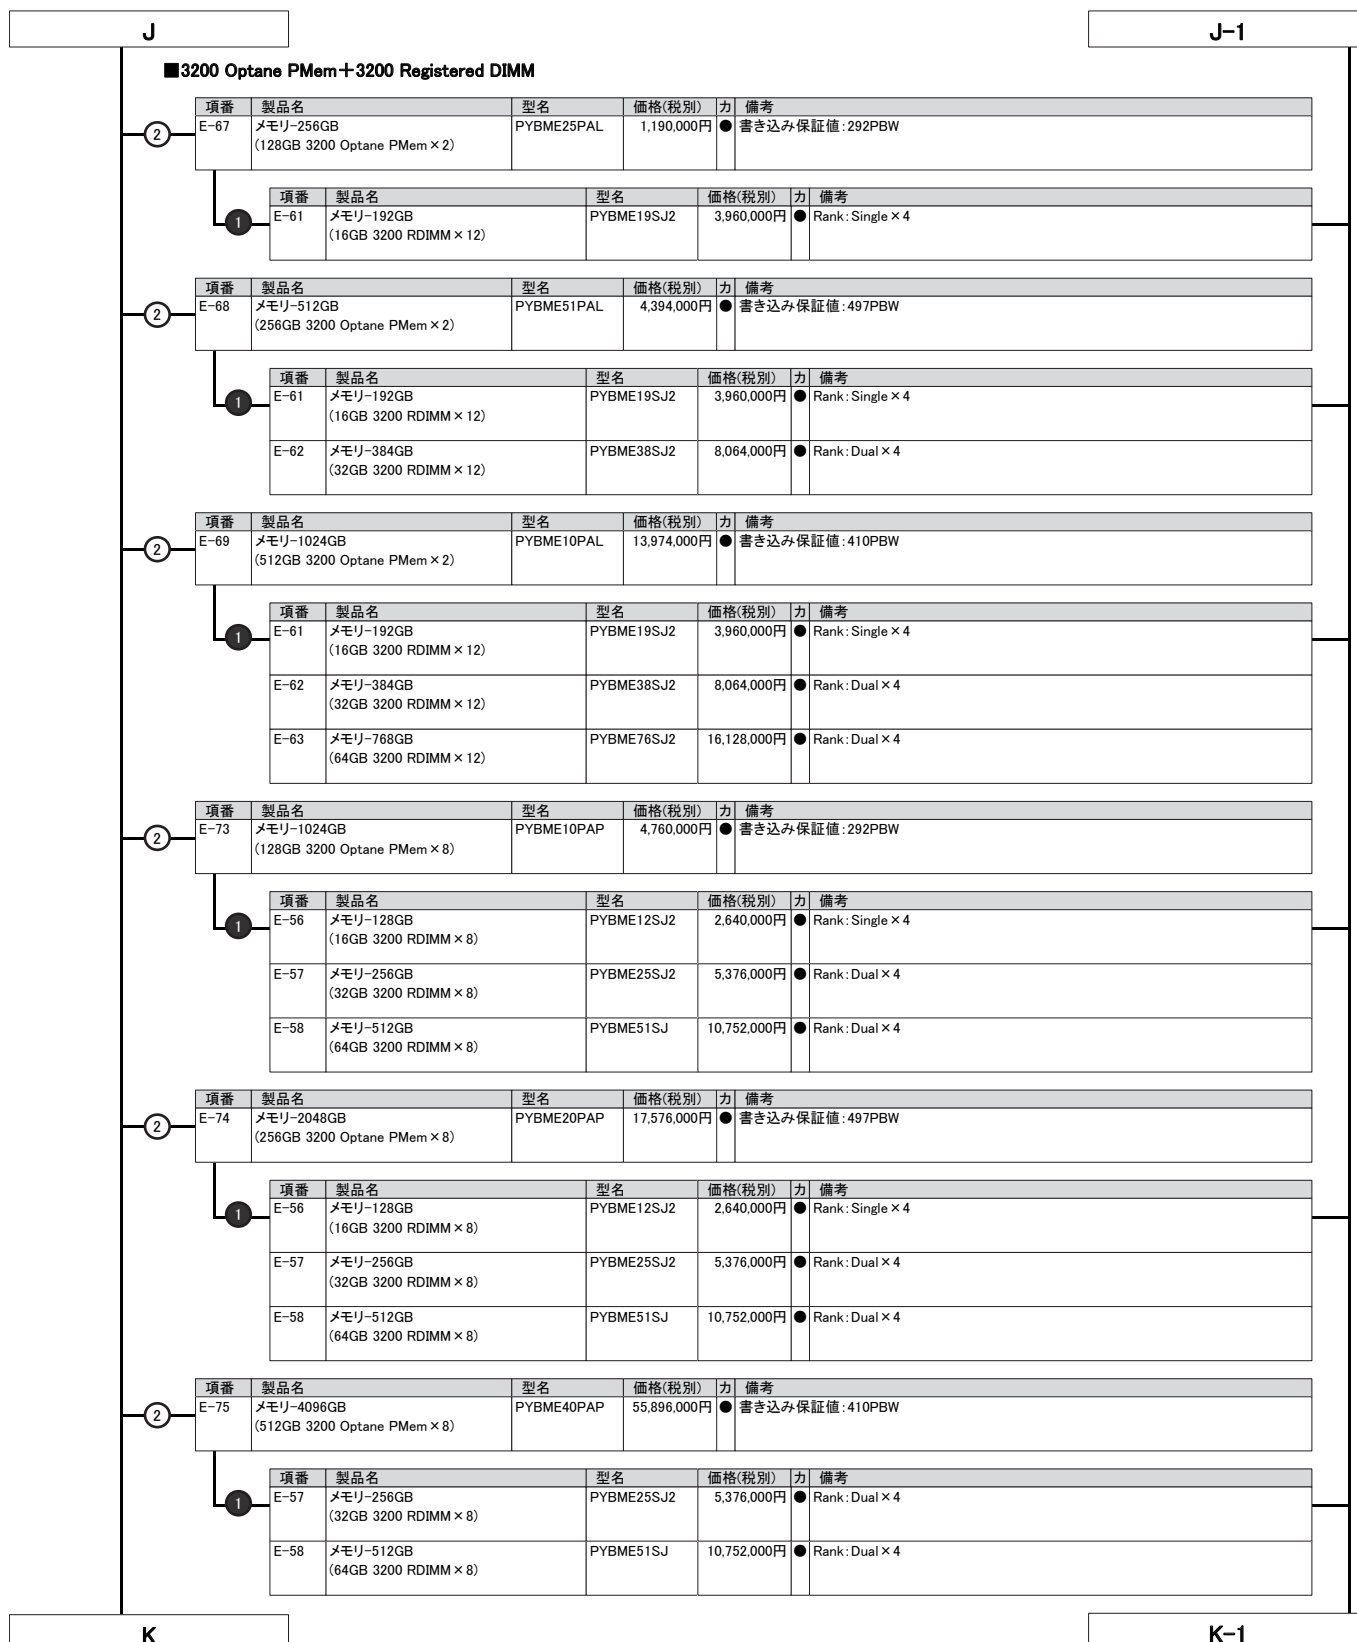 J
J-1
■3200 Optane PMem＋3200 Registered DIMM
項番 製品名 型名 価格(税別) カ 備考
② E-67 メモリ-256GB PYBME25PAL 1,190,000円 ● 書き込み保証値:292PBW
(128GB 3200 Optane PMem×2)
項番 製品名 型名 価格(税別) カ 備考
❶ E-61 メモリ-192GB PYBME19SJ2 3,960,000円 ● Rank:Single×4
(16GB 3200 RDIMM×12)
項番 製品名 型名 価格(税別) カ 備考
② E-68 メモリ-512GB PYBME51PAL 4,394,000円 ● 書き込み保証値:497PBW
(256GB 3200 Optane PMem×2)
項番 製品名 型名 価格(税別) カ 備考
❶ E-61 メモリ-192GB PYBME19SJ2 3,960,000円 ● Rank:Single×4
(16GB 3200 RDIMM×12)
E-62 メモリ-384GB PYBME38SJ2 8,064,000円 ● Rank:Dual×4
(32GB 3200 RDIMM×12)
項番 製品名 型名 価格(税別) カ 備考
② E-69 メモリ-1024GB PYBME10PAL 13,974,000円 ● 書き込み保証値:410PBW
(512GB 3200 Optane PMem×2)
項番 製品名 型名 価格(税別) カ 備考
❶ E-61 メモリ-192GB PYBME19SJ2 3,960,000円 ● Rank:Single×4
(16GB 3200 RDIMM×12)
E-62 メモリ-384GB PYBME38SJ2 8,064,000円 ● Rank:Dual×4
(32GB 3200 RDIMM×12)
E-63 メモリ-768GB PYBME76SJ2 16,128,000円 ● Rank:Dual×4
(64GB 3200 RDIMM×12)
項番 製品名 型名 価格(税別) カ 備考
② E-73 メモリ-1024GB PYBME10PAP 4,760,000円 ● 書き込み保証値:292PBW
(128GB 3200 Optane PMem×8)
項番 製品名 型名 価格(税別) カ 備考
❶ E-56 メモリ-128GB PYBME12SJ2 2,640,000円 ● Rank:Single×4
(16GB 3200 RDIMM×8)
E-57 メモリ-256GB PYBME25SJ2 5,376,000円 ● Rank:Dual×4
(32GB 3200 RDIMM×8)
E-58 メモリ-512GB PYBME51SJ 10,752,000円 ● Rank:Dual×4
(64GB 3200 RDIMM×8)
項番 製品名 型名 価格(税別) カ 備考
② E-74 メモリ-2048GB PYBME20PAP 17,576,000円 ● 書き込み保証値:497PBW
(256GB 3200 Optane PMem×8)
項番 製品名 型名 価格(税別) カ 備考
❶ E-56 メモリ-128GB PYBME12SJ2 2,640,000円 ● Rank:Single×4
(16GB 3200 RDIMM×8)
E-57 メモリ-256GB PYBME25SJ2 5,376,000円 ● Rank:Dual×4
(32GB 3200 RDIMM×8)
E-58 メモリ-512GB PYBME51SJ 10,752,000円 ● Rank:Dual×4
(64GB 3200 RDIMM×8)
項番 製品名 型名 価格(税別) カ 備考
② E-75 メモリ-4096GB PYBME40PAP 55,896,000円 ● 書き込み保証値:410PBW
(512GB 3200 Optane PMem×8)
項番 製品名 型名 価格(税別) カ 備考
❶ E-57 メモリ-256GB PYBME25SJ2 5,376,000円 ● Rank:Dual×4
(32GB 3200 RDIMM×8)
E-58 メモリ-512GB PYBME51SJ 10,752,000円 ● Rank:Dual×4
(64GB 3200 RDIMM×8)
K
K-1